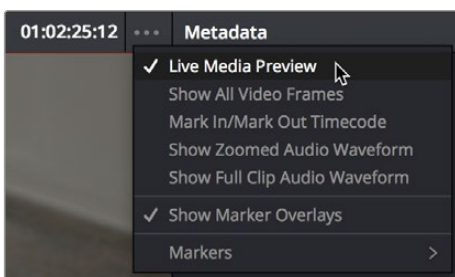 01:02:25:12 ••• Metadata
✓ Live Media Preview
Show All Video Frames
Mark In/Mark Out Timecode
Show Zoomed Audio Waveform
Show Full Clip Audio Waveform
✓ Show Marker Overlays
Markers >